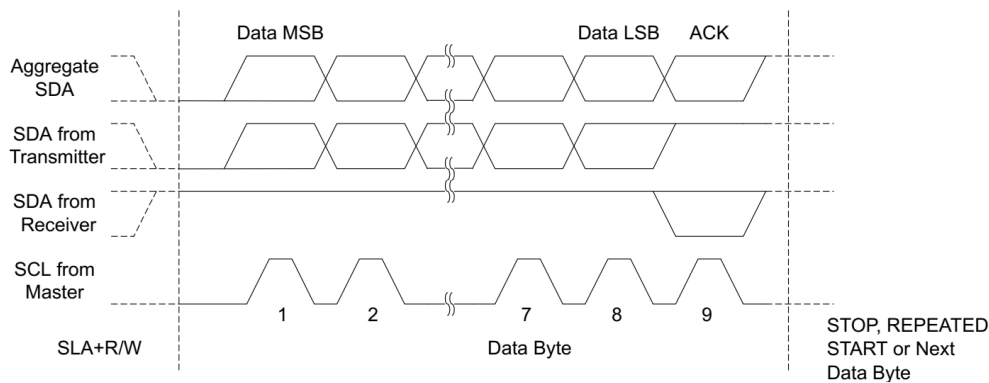 Data MSB
Data LSB
ACK
Aggregate
SDA
SDA from
Transmitter
SDA from
Receiver
SCL from
Master
1
2
7
8
9
SLA+R/W
Data Byte
STOP, REPEATED
START or Next
Data Byte